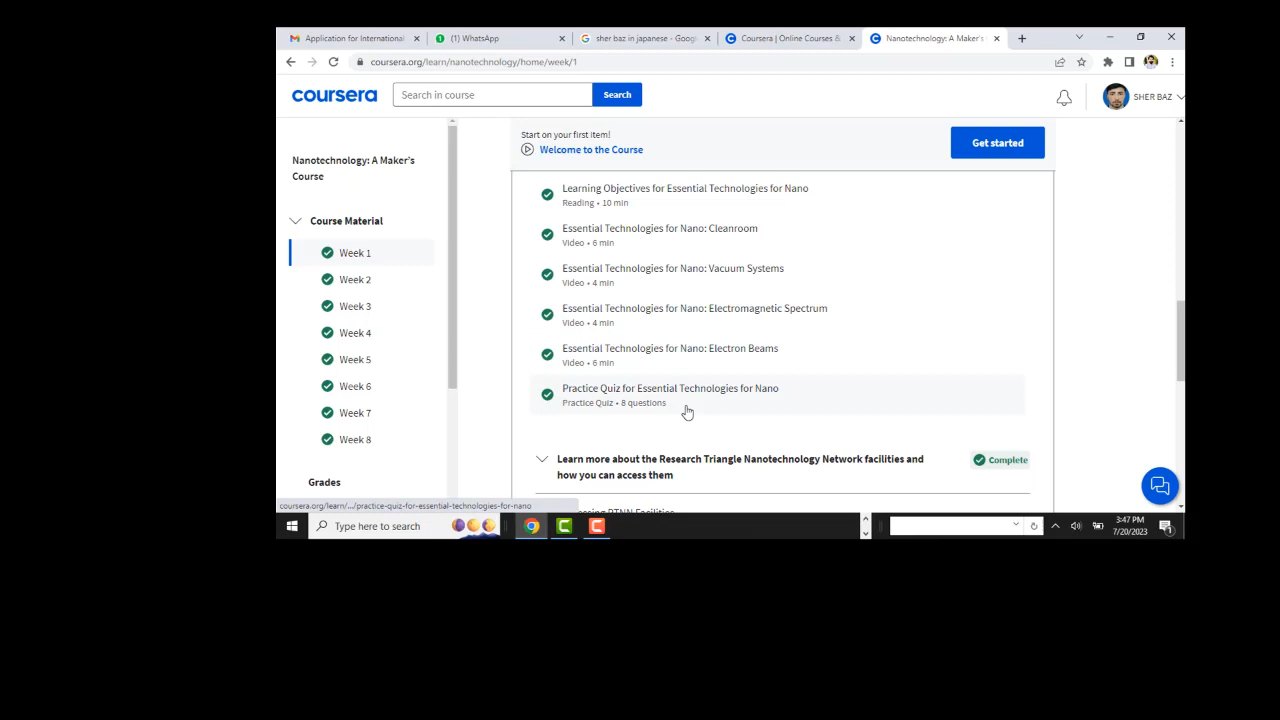 Application for International
(1) WhatsApp
sher baz in japanese - Goog
Coursera | Online Courses &
Nanotechnology: A Maker's
coursera.org/learn/nanotechnology/home/week/1
coursera
Search in course
Search
SHER BAZ
Nanotechnology: A Maker's
Course
Course Material
Week 1
Week 2
Week 3
Week 4
Week 5
Week 6
Week 7
Week 8
Grades
Start on your first item!
Welcome to the Course
Get started
Learning Objectives for Essential Technologies for Nano
Reading • 10 min
Essential Technologies for Nano: Cleanroom
Video • 6 min
Essential Technologies for Nano: Vacuum Systems
Video • 4 min
Essential Technologies for Nano: Electromagnetic Spectrum
Video • 4 min
Essential Technologies for Nano: Electron Beams
Video • 6 min
Practice Quiz for Essential Technologies for Nano
Practice Quiz • 8 questions
Learn more about the Research Triangle Nanotechnology Network facilities and
how you can access them
Complete
coursera.org/learn/.../practice-quiz-for-essential-technologies-for-nano
RTNN Facilities
Type here to search
3:47 PM
7/20/2023
1